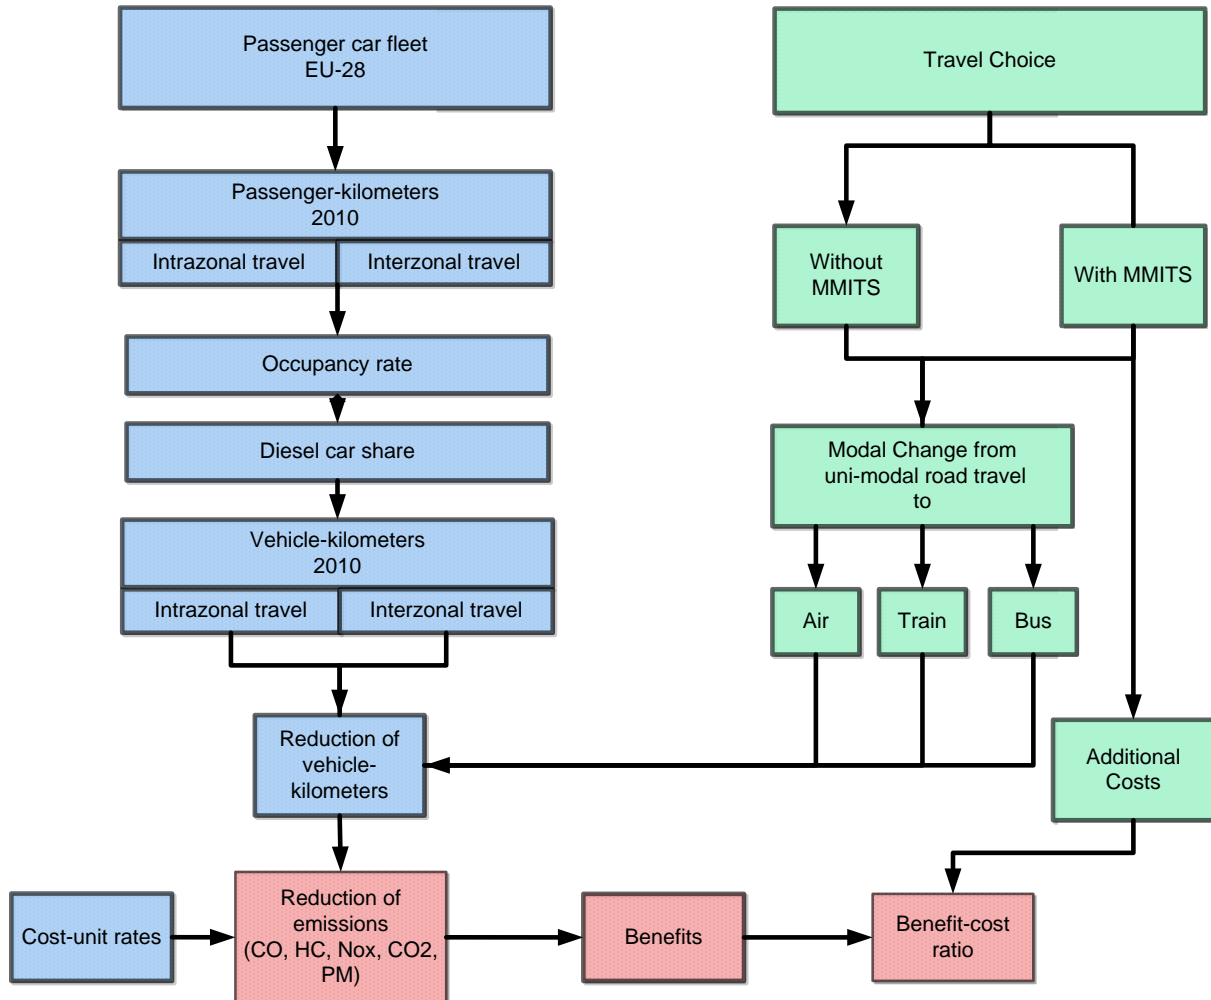 Passenger car fleet
EU-28
Travel Choice
Passenger-kilometers
2010
Intrazonal travel
Interzonal travel
Without
MMITS
With MMITS
Occupancy rate
Diesel car share
Modal Change from
uni-modal road travel
to
Vehicle-kilometers
2010
Intrazonal travel
Interzonal travel
Air
Train
Bus
Reduction of
vehicle-
kilometers
Additional
Costs
Cost-unit rates
Reduction of
emissions
(CO, HC, Nox, CO2,
PM)
Benefits
Benefit-cost
ratio